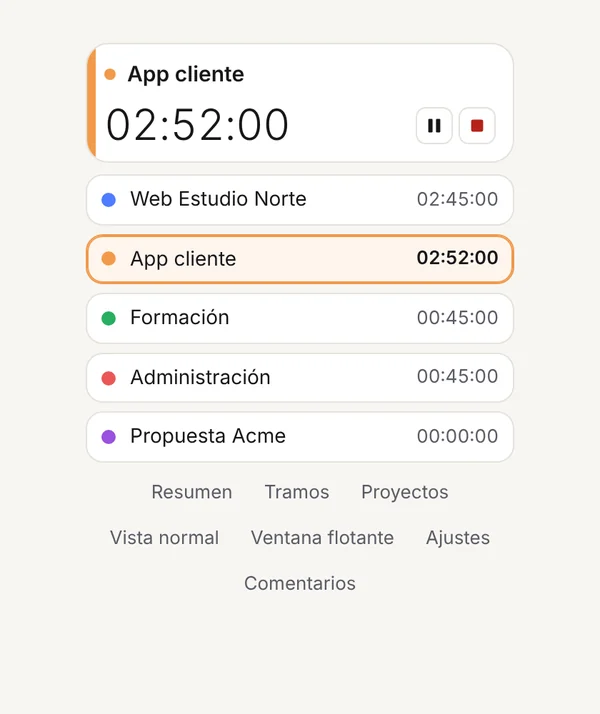 App cliente
02:52:00
Web Estudio Norte 02:45:00
App cliente 02:52:00
Formación 00:45:00
Administración 00:45:00
Propuesta Acme 00:00:00
Resumen Tramos Proyectos
Vista normal Ventana flotante Ajustes
Comentarios